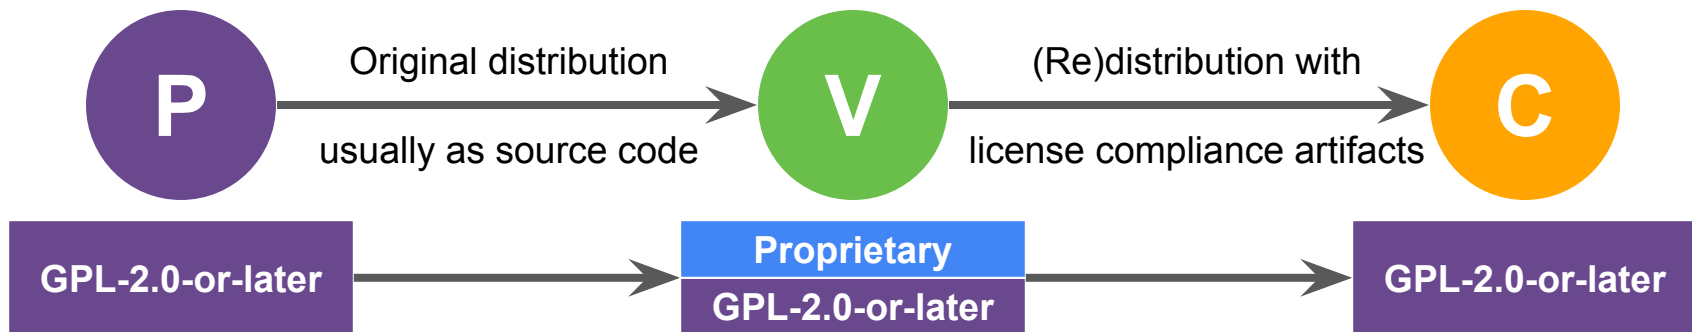 P
Original distribution
usually as source code
V
(Re)distribution with
license compliance artifacts
C
GPL-2.0-or-later
Proprietary
GPL-2.0-or-later
GPL-2.0-or-later